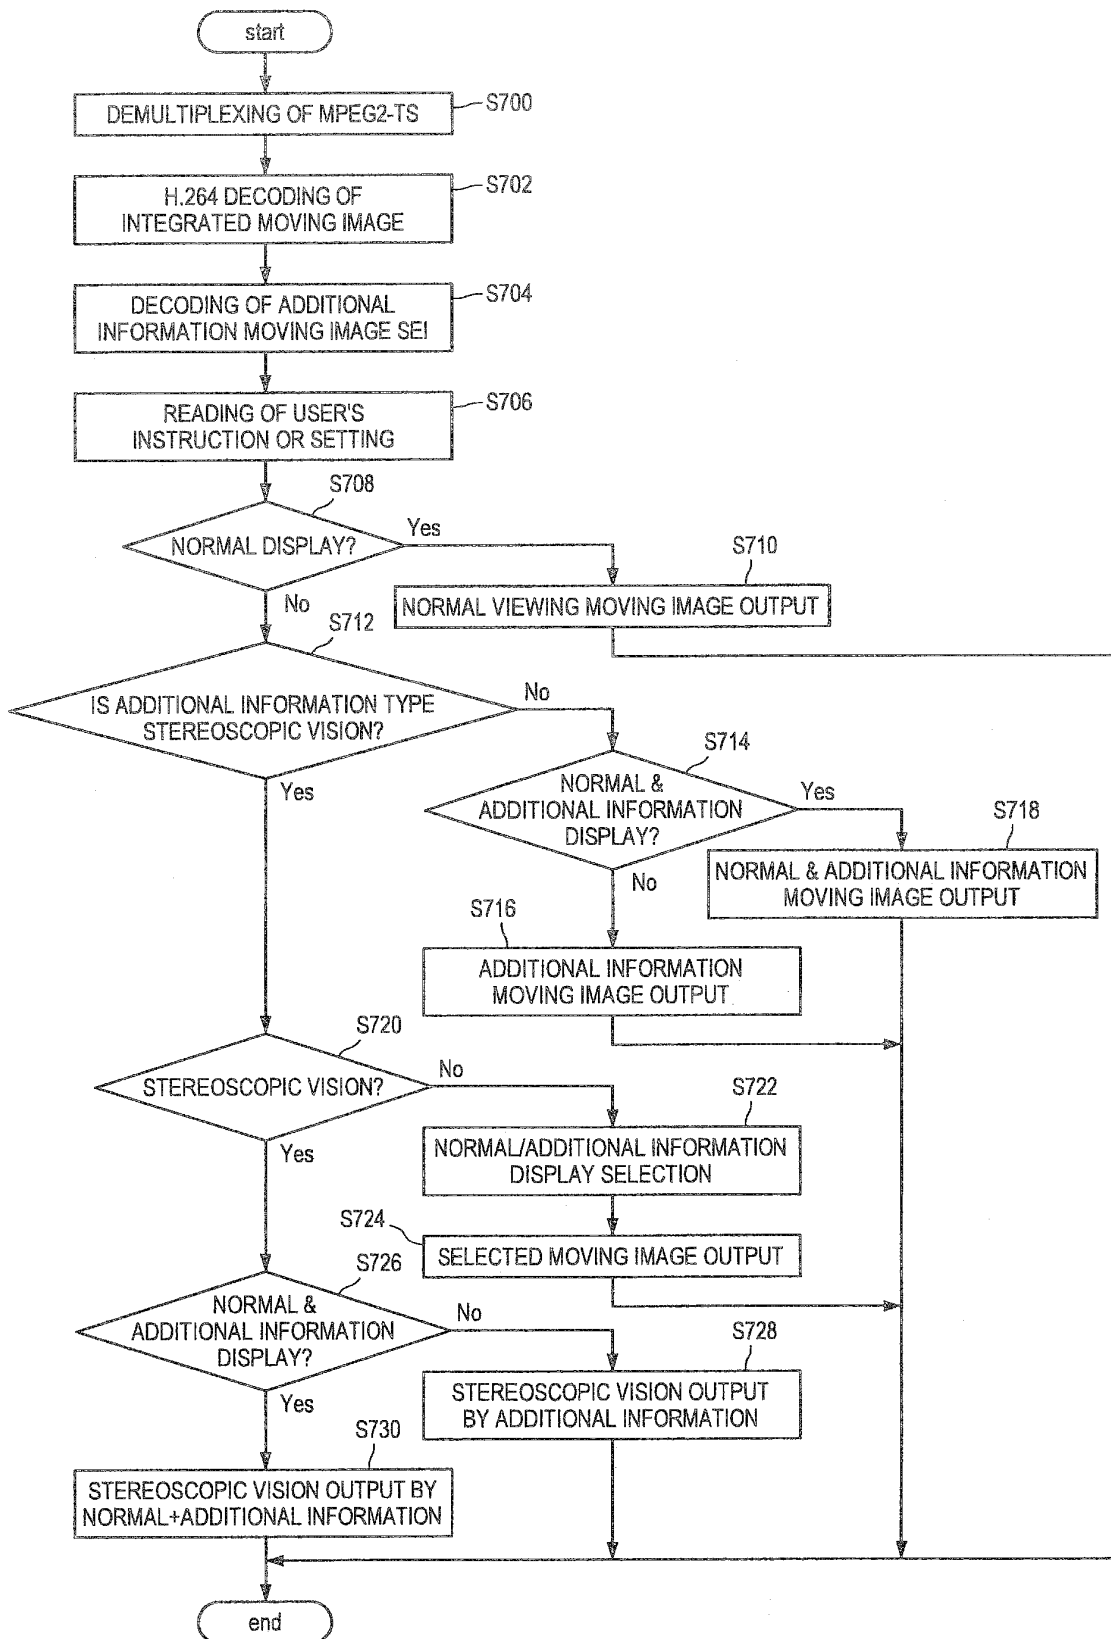 start
DEMULTIPLEXING OF MPEG2-TS
S700
H.264 DECODING OF
INTEGRATED MOVING IMAGE
S702
DECODING OF ADDITIONAL
INFORMATION MOVING IMAGE SEI
S704
READING OF USER'S
INSTRUCTION OR SETTING
S706
S708
NORMAL DISPLAY?
Yes
No
S710
NORMAL VIEWING MOVING IMAGE OUTPUT
S712
IS ADDITIONAL INFORMATION TYPE
STEREOSCOPIC VISION?
No
Yes
S714
NORMAL &
ADDITIONAL INFORMATION
DISPLAY?
Yes
No
S718
NORMAL & ADDITIONAL INFORMATION
MOVING IMAGE OUTPUT
S716
ADDITIONAL INFORMATION
MOVING IMAGE OUTPUT
S720
STEREOSCOPIC VISION?
No
Yes
S722
NORMAL/ADDITIONAL INFORMATION
DISPLAY SELECTION
S724
SELECTED MOVING IMAGE OUTPUT
S726
NORMAL &
ADDITIONAL INFORMATION
DISPLAY?
No
Yes
S728
STEREOSCOPIC VISION OUTPUT
BY ADDITIONAL INFORMATION
S730
STEREOSCOPIC VISION OUTPUT BY
NORMAL+ADDITIONAL INFORMATION
end